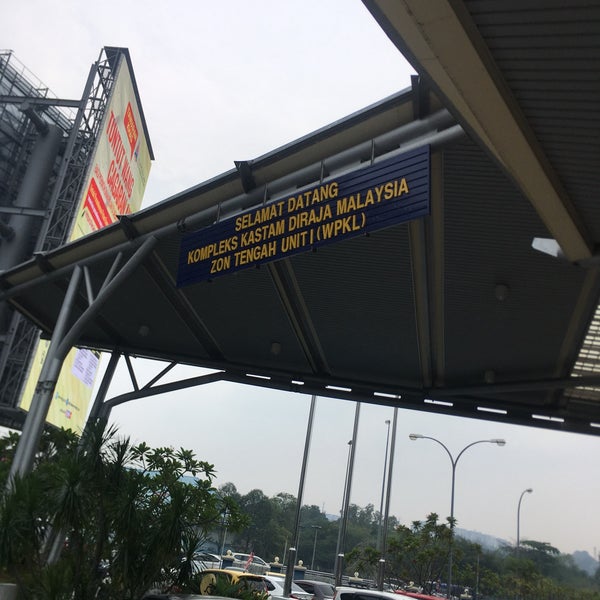 SELAMAT DATANG
KOMPLEKS KASTAM DIRAJA MALAYSIA
ZON TENGAH UNIT I (WPKL)